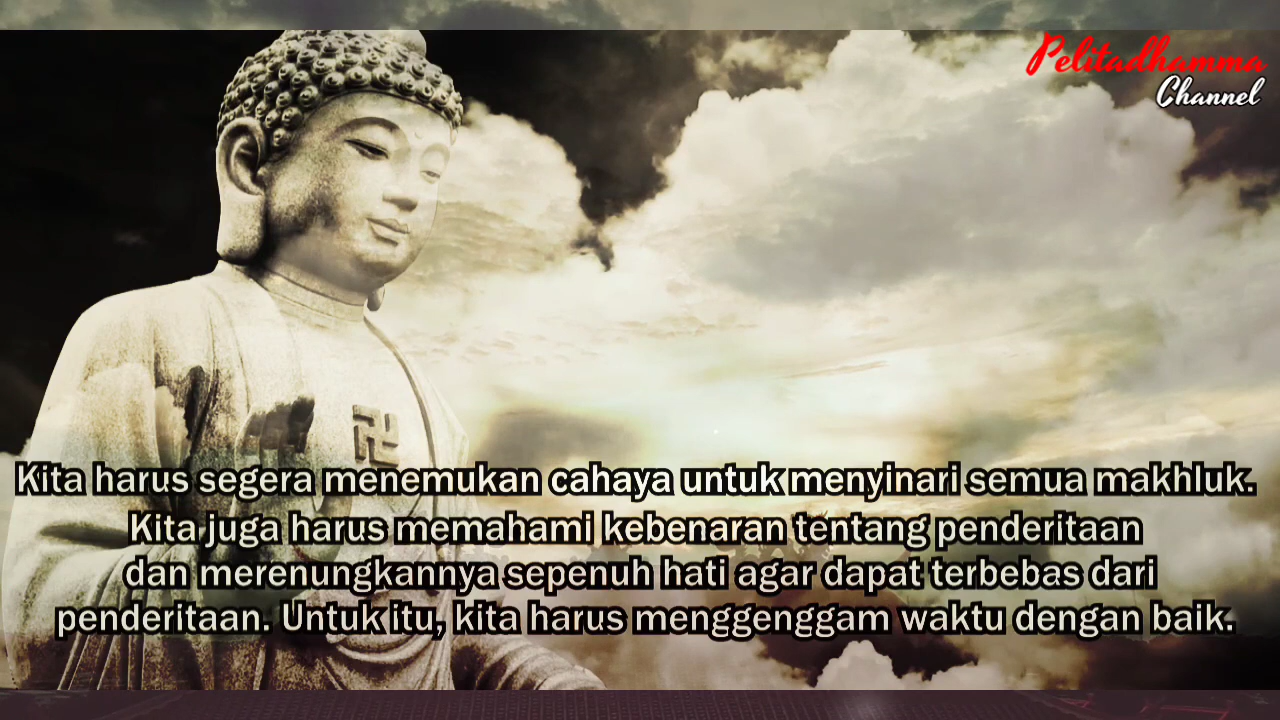 Pelitadhamma
Channel
Kita harus segera menemukan cahaya untuk menyinari semua makhluk.
Kita juga harus memahami kebenaran tentang penderitaan
dan merenungkannya sepenuh hati agar dapat terbebas dari
penderitaan. Untuk itu, kita harus menggenggam waktu dengan baik.